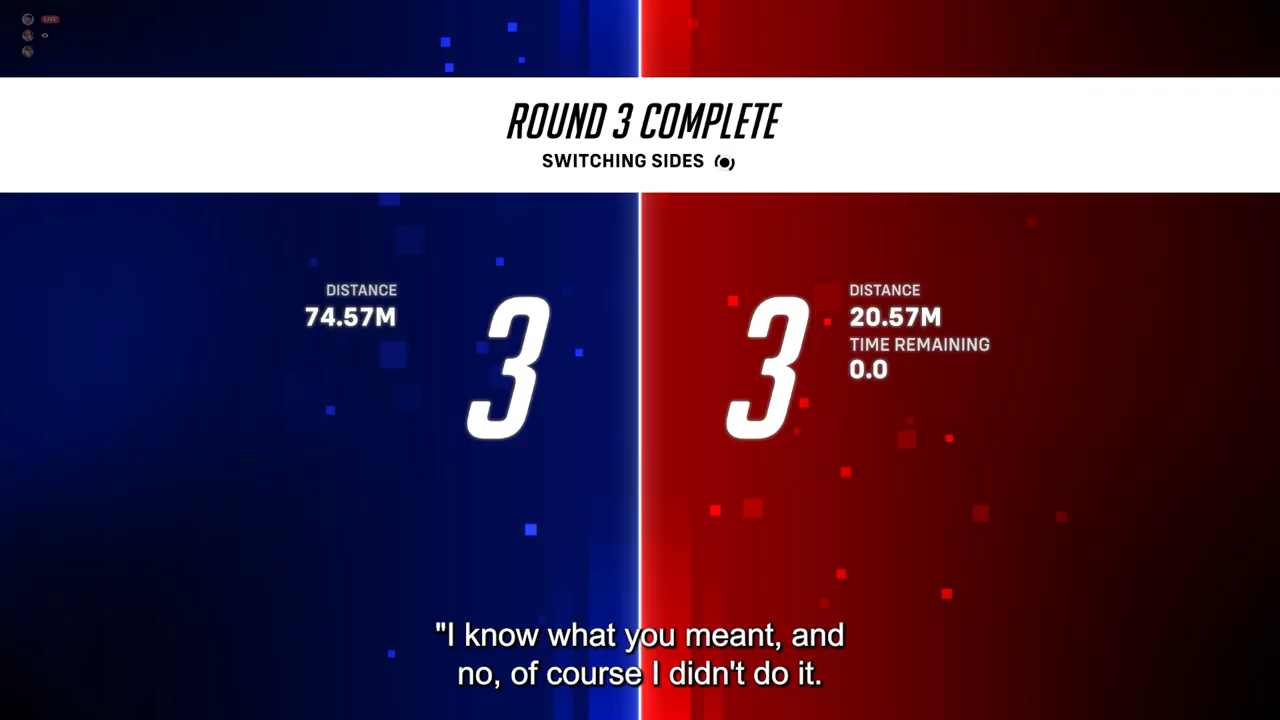 LIVE
ROUND 3 COMPLETE
SWITCHING SIDES
DISTANCE
74.57M
3
3
DISTANCE
20.57M
TIME REMAINING
0.0
"I know what you meant, and
no, of course I didn't do it.